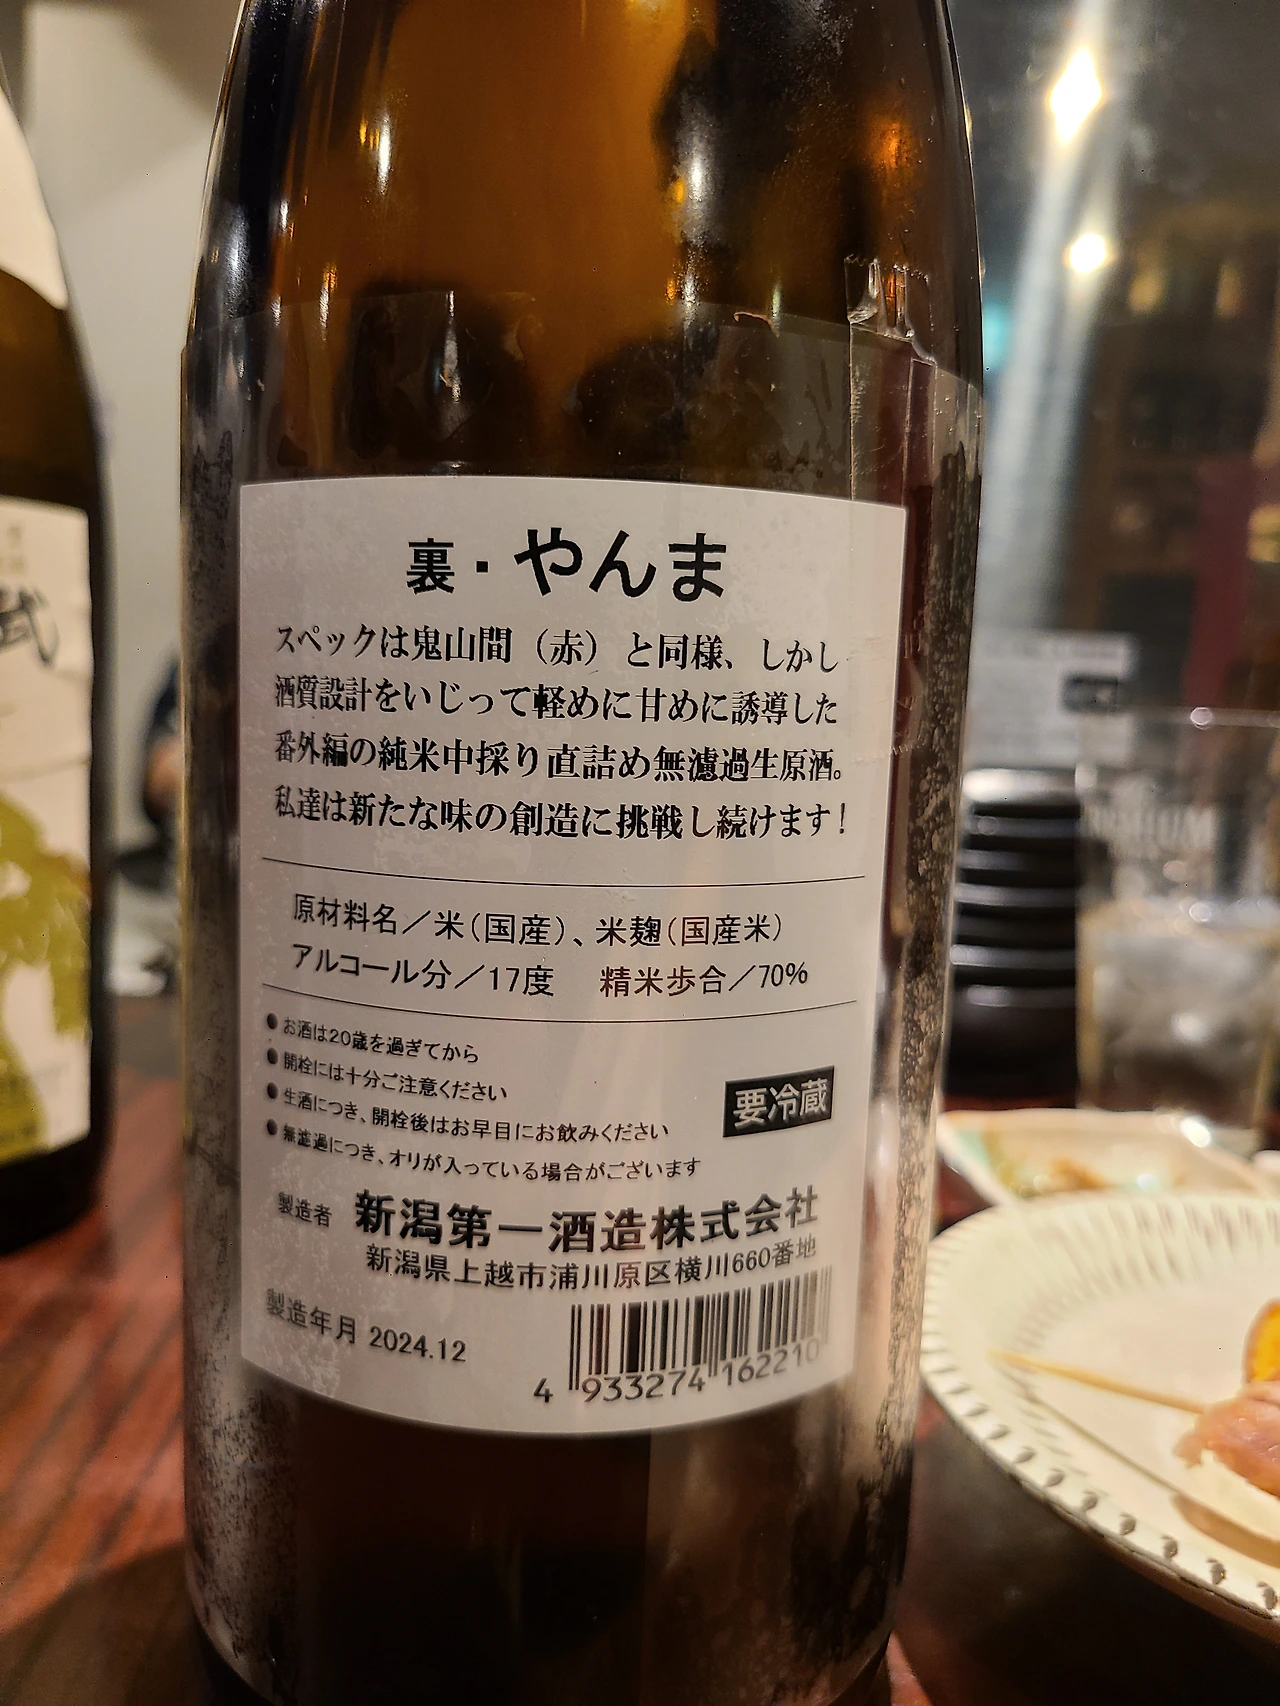 裏・やんま
スペックは鬼山間（赤）と同様、しかし
酒質設計をいじって軽めに甘めに誘導した
番外編の純米中採り直詰め無濾過生原酒。
私達は新たな味の創造に挑戦し続けます！
原材料名／米（国産）、米麹（国産米）
アルコール分／17度 精米歩合／70%
●お酒は20歳を過ぎてから
●開栓には十分ご注意ください
●生酒につき、開栓後はお早目にお飲みください
●無濾過につき、オリが入っている場合がございます
要冷蔵
製造者 新潟第一酒造株式会社
新潟県上越市浦川原区横川660番地
製造年月 2024.12
4 933274 162210
武